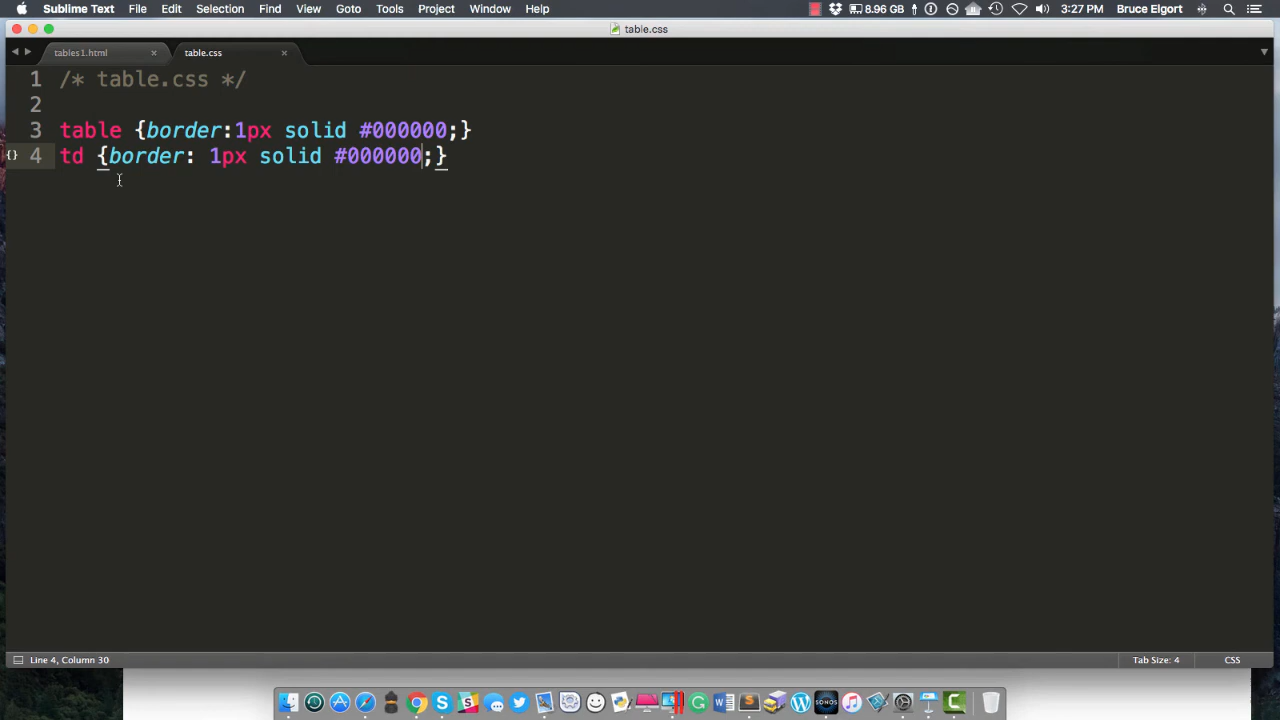 Sublime Text File Edit Selection Find View Goto Tools Project Window Help 8.96 GB 3:27 PM Bruce Elgort
table.css
tables1.html × table.css ×
1 /* table.css */
2
3 table {border:1px solid #000000;}
{} 4 td {border: 1px solid #000000;}
Line 4, Column 30 Tab Size: 4 CSS
SONOS